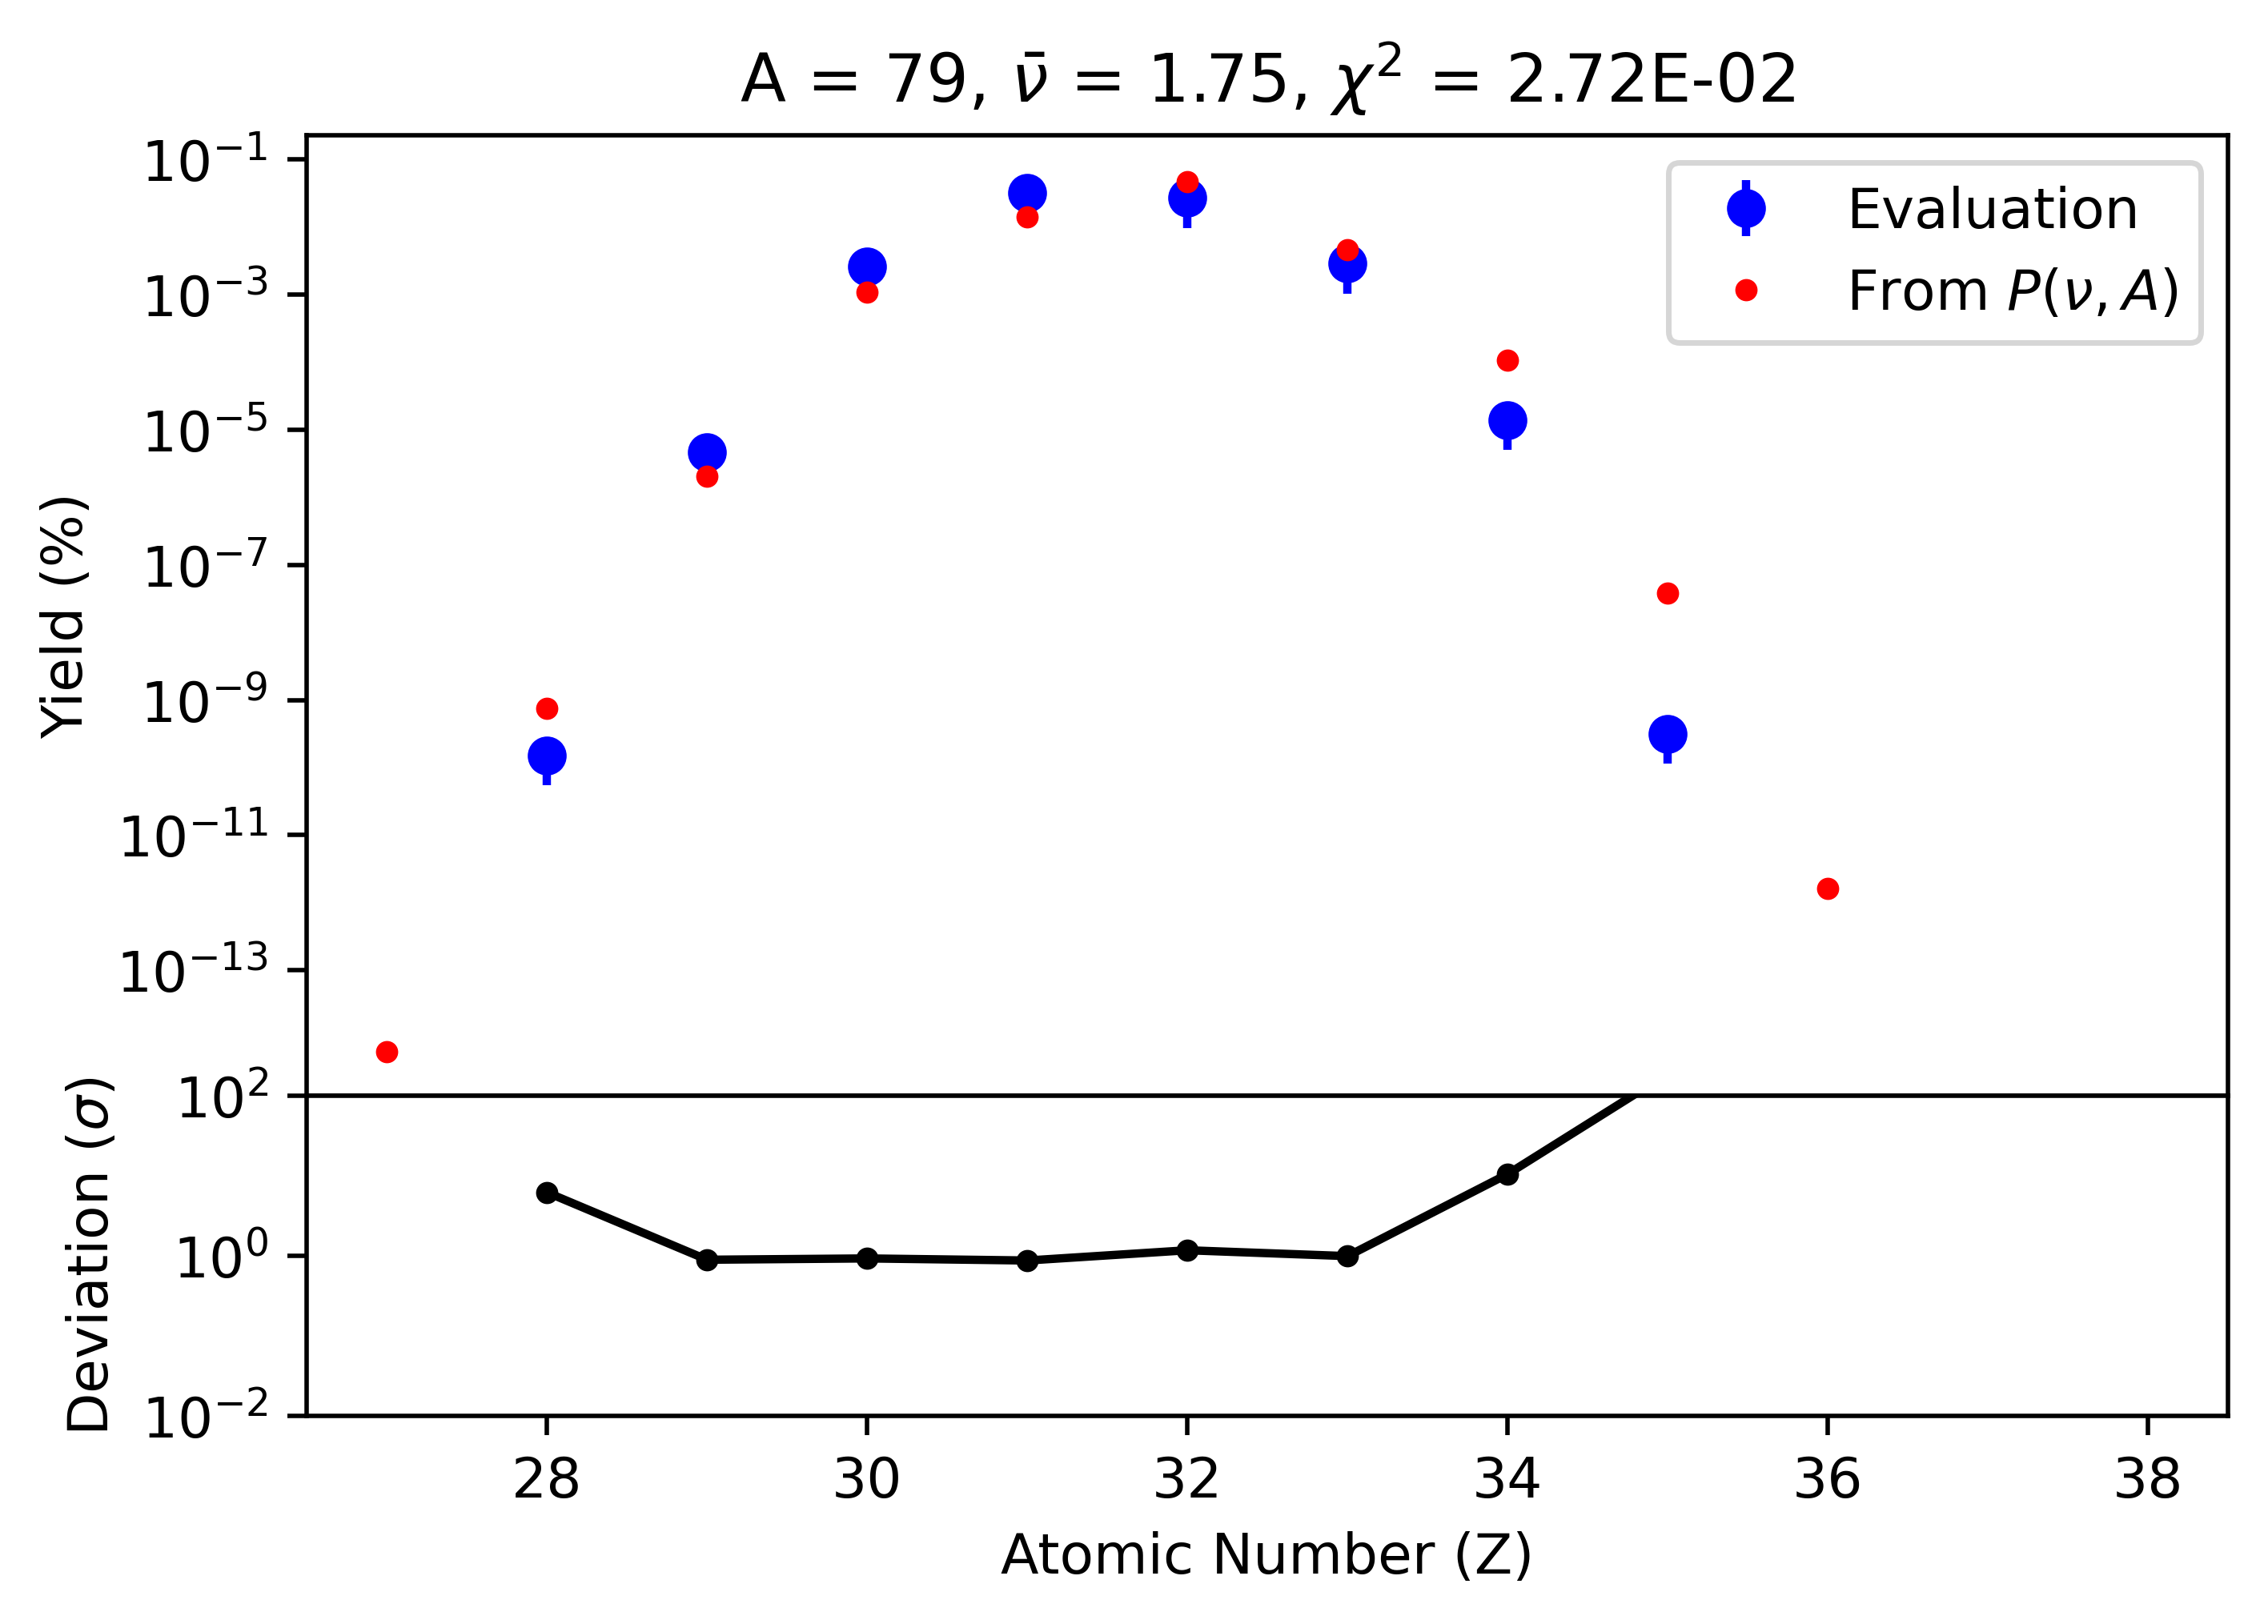 A = 79, ν̄ = 1.75, χ² = 2.72E-02
Evaluation
From P(ν, A)
Yield (%)
10⁻¹
10⁻³
10⁻⁵
10⁻⁷
10⁻⁹
10⁻¹¹
10⁻¹³
Deviation (σ)
10²
10⁰
10⁻²
28 30 32 34 36 38
Atomic Number (Z)